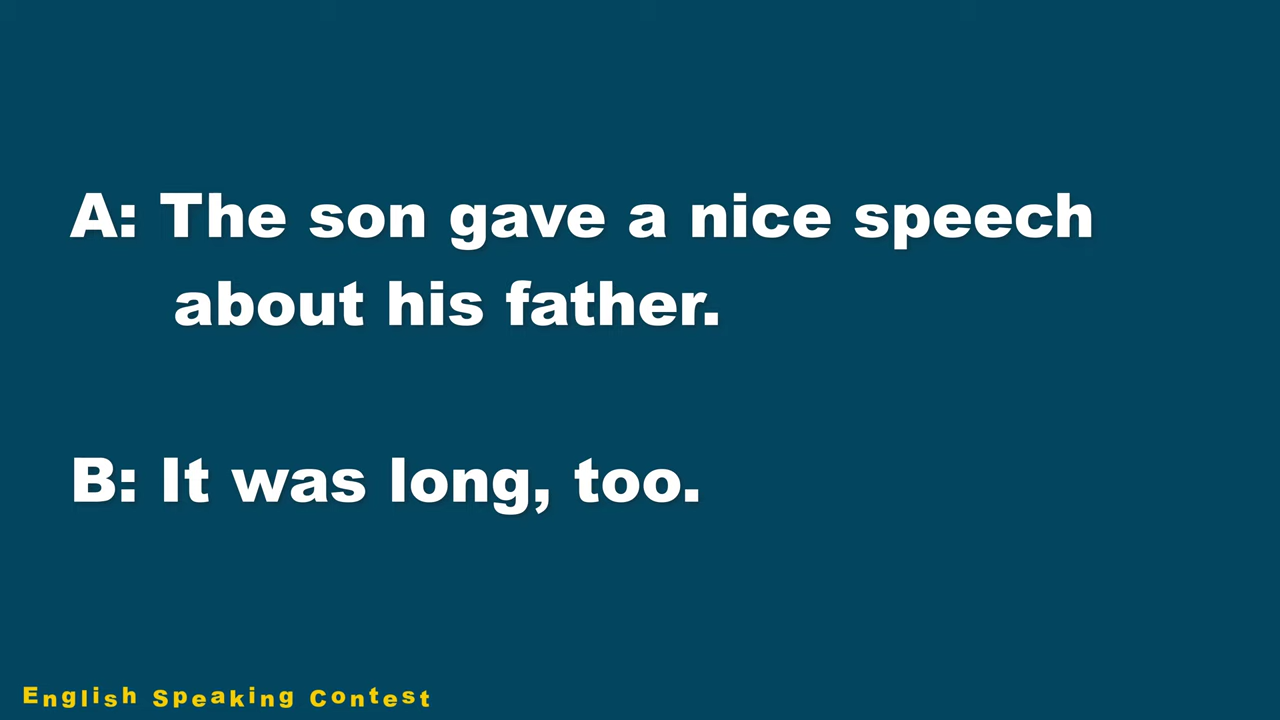 A: The son gave a nice speech
about his father.
B: It was long, too.
English Speaking Contest